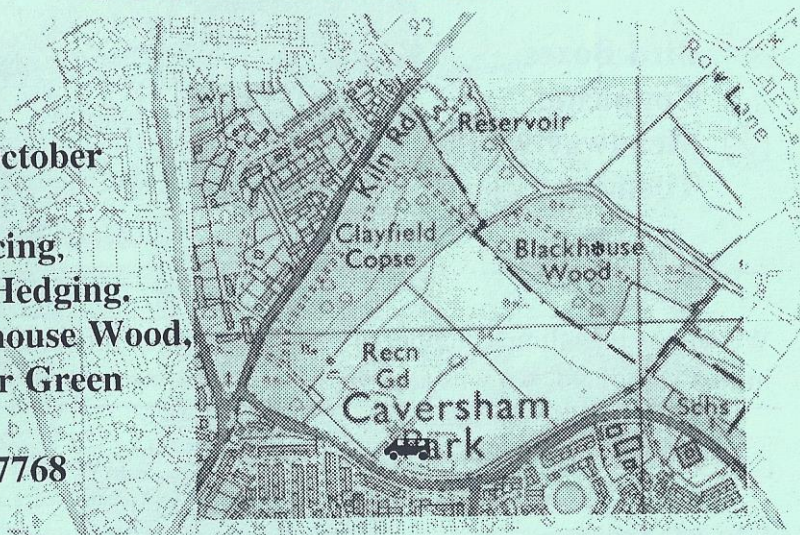 ctober
cing,
Hedging.
house Wood,
r Green
7768
92
Row Lane
wr
Kiln Rd
Reservoir
Clayfield
Copse
Blackhouse
Wood
Recn
Gd
Caversham
Park
Schs